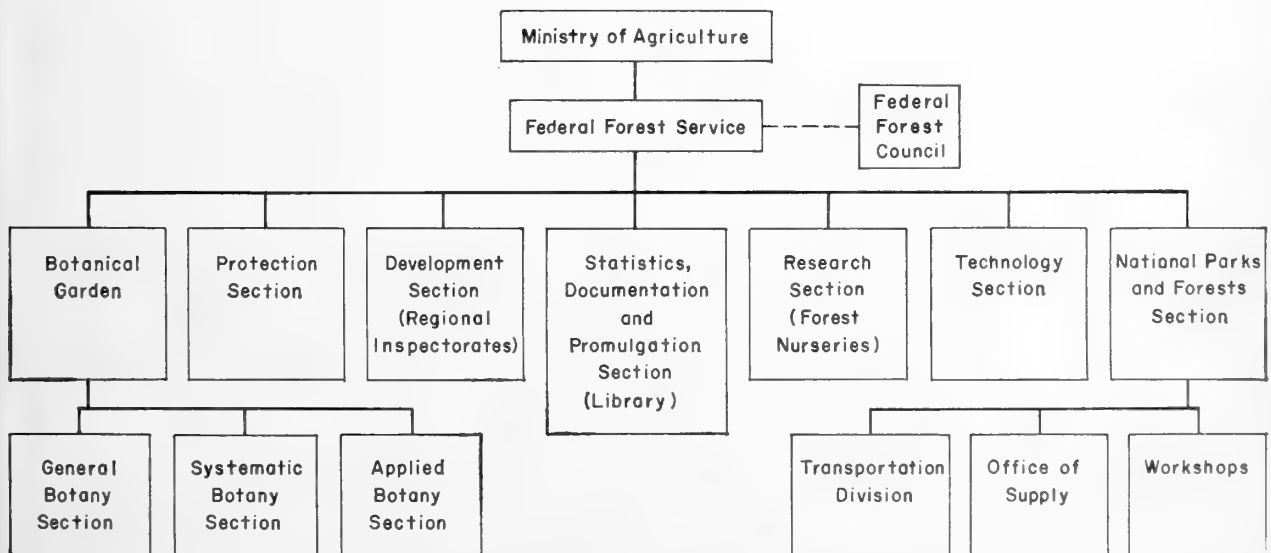 Ministry of Agriculture
Federal Forest Service
Federal
Forest
Council
Botanical
Garden
Protection
Section
Development
Section
(Regional
Inspectorates)
Statistics,
Documentation
and
Promulgation
Section
(Library)
Research
Section
(Forest
Nurseries)
Technology
Section
National Parks
and Forests
Section
General
Botany
Section
Systematic
Botany
Section
Applied
Botany
Section
Transportation
Division
Office of
Supply
Workshops